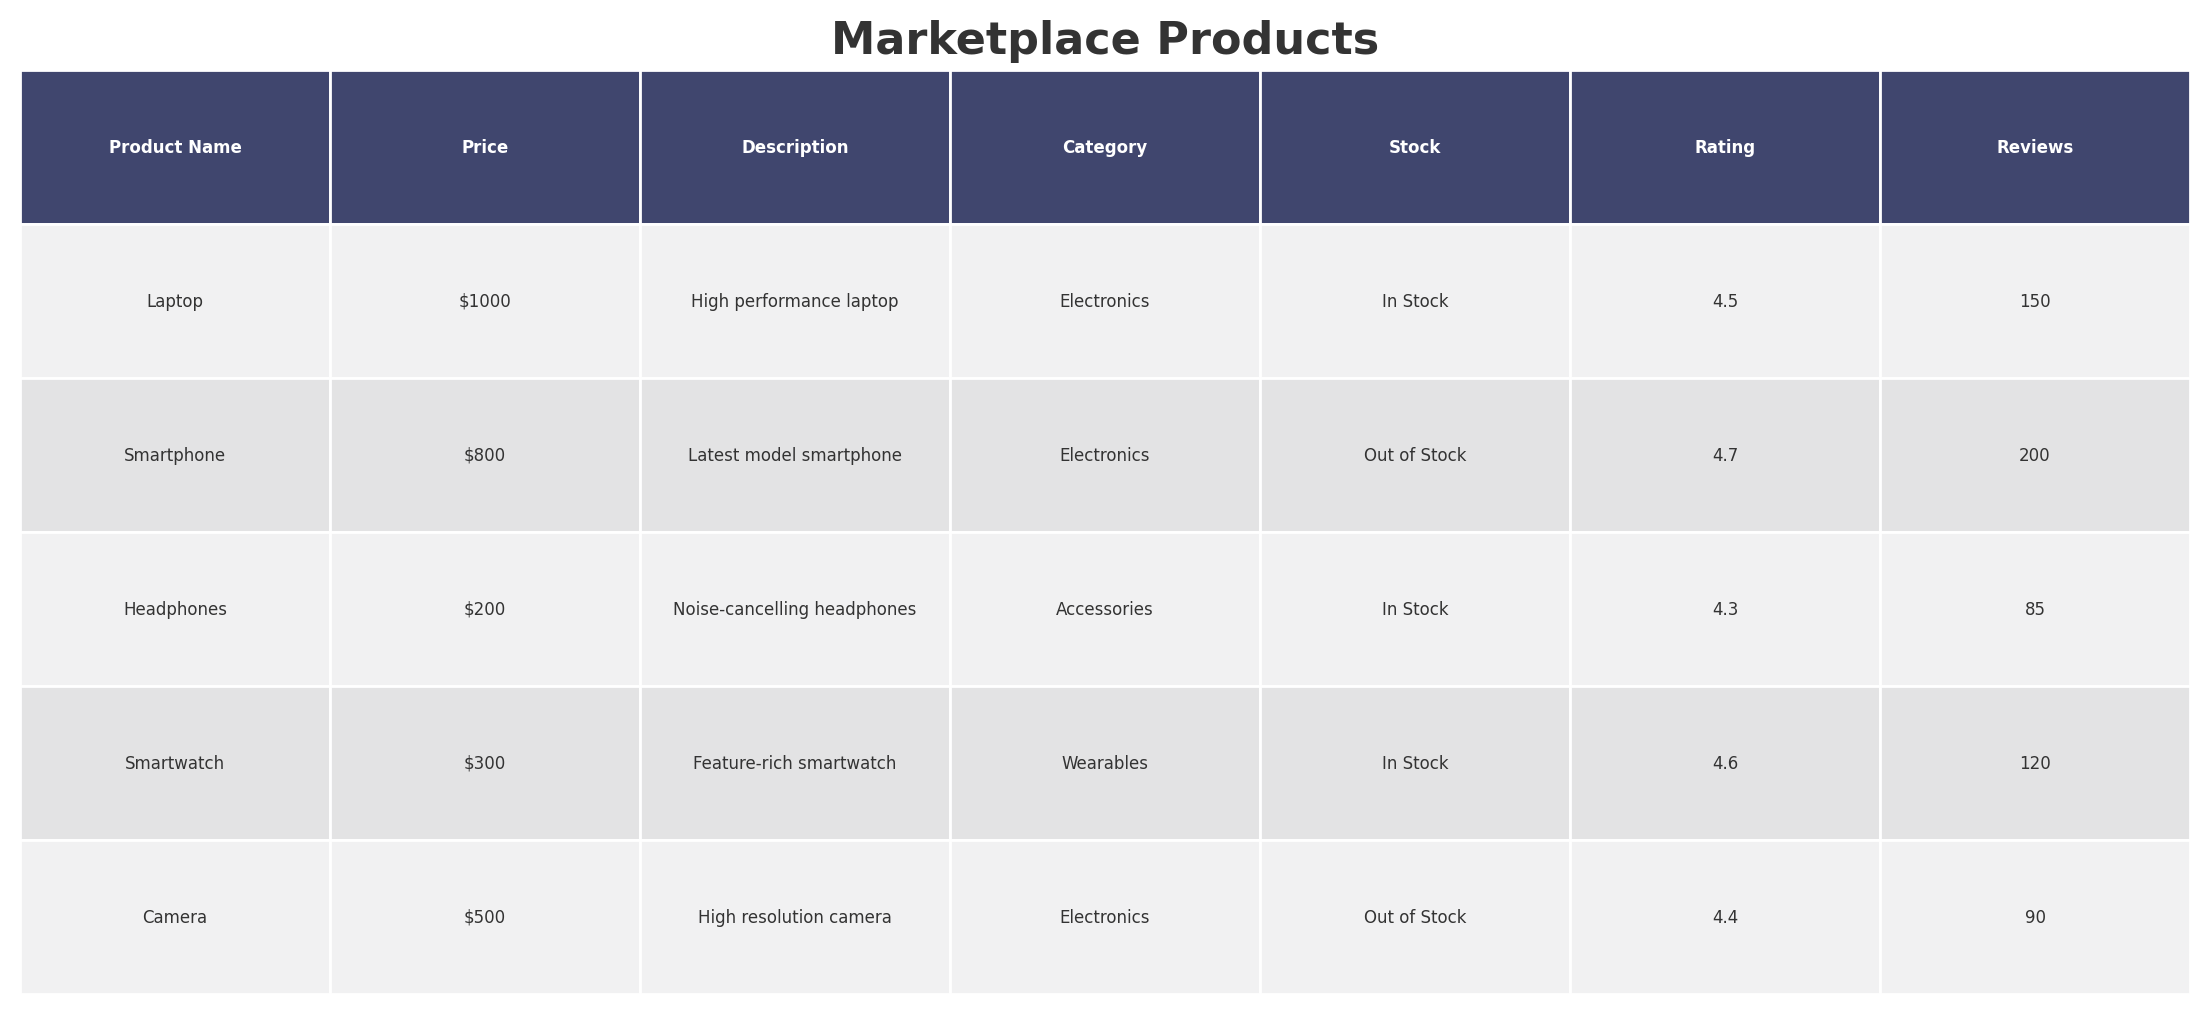 Marketplace Products
Product Name Price Description Category Stock Rating Reviews
Laptop $1000 High performance laptop Electronics In Stock 4.5 150
Smartphone $800 Latest model smartphone Electronics Out of Stock 4.7 200
Headphones $200 Noise-cancelling headphones Accessories In Stock 4.3 85
Smartwatch $300 Feature-rich smartwatch Wearables In Stock 4.6 120
Camera $500 High resolution camera Electronics Out of Stock 4.4 90